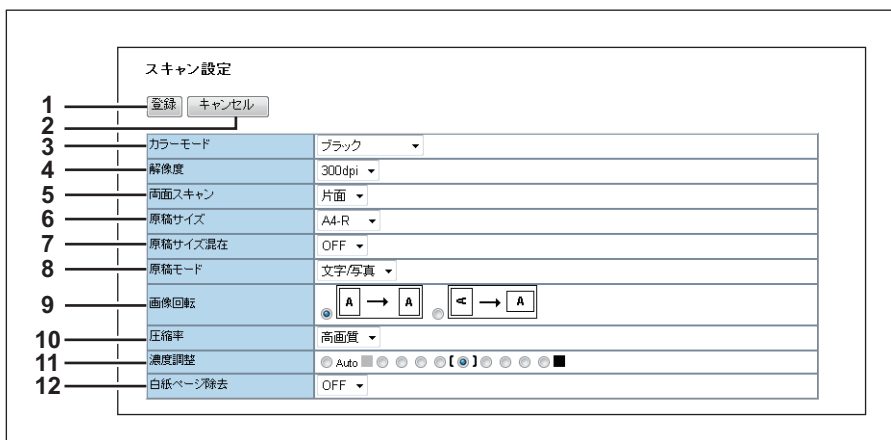 スキャン設定
1 登録 キャンセル
2
3 カラーモード ブラック
4 解像度 300dpi
5 両面スキャン 片面
6 原稿サイズ A4-R
7 原稿サイズ混在 OFF
8 原稿モード 文字/写真
9 画像回転 A → A A → A
10 圧縮率 高画質
11 濃度調整 Auto [ ]
12 白紙ページ除去 OFF